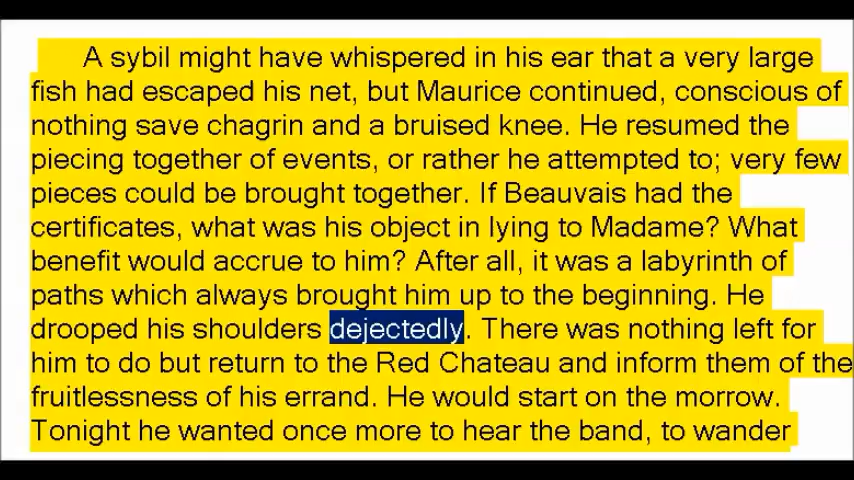 A sybil might have whispered in his ear that a very large
fish had escaped his net, but Maurice continued, conscious of
nothing save chagrin and a bruised knee. He resumed the
piecing together of events, or rather he attempted to; very few
pieces could be brought together. If Beauvais had the
certificates, what was his object in lying to Madame? What
benefit would accrue to him? After all, it was a labyrinth of
paths which always brought him up to the beginning. He
drooped his shoulders dejectedly. There was nothing left for
him to do but return to the Red Chateau and inform them of the
fruitlessness of his errand. He would start on the morrow.
Tonight he wanted once more to hear the band, to wander